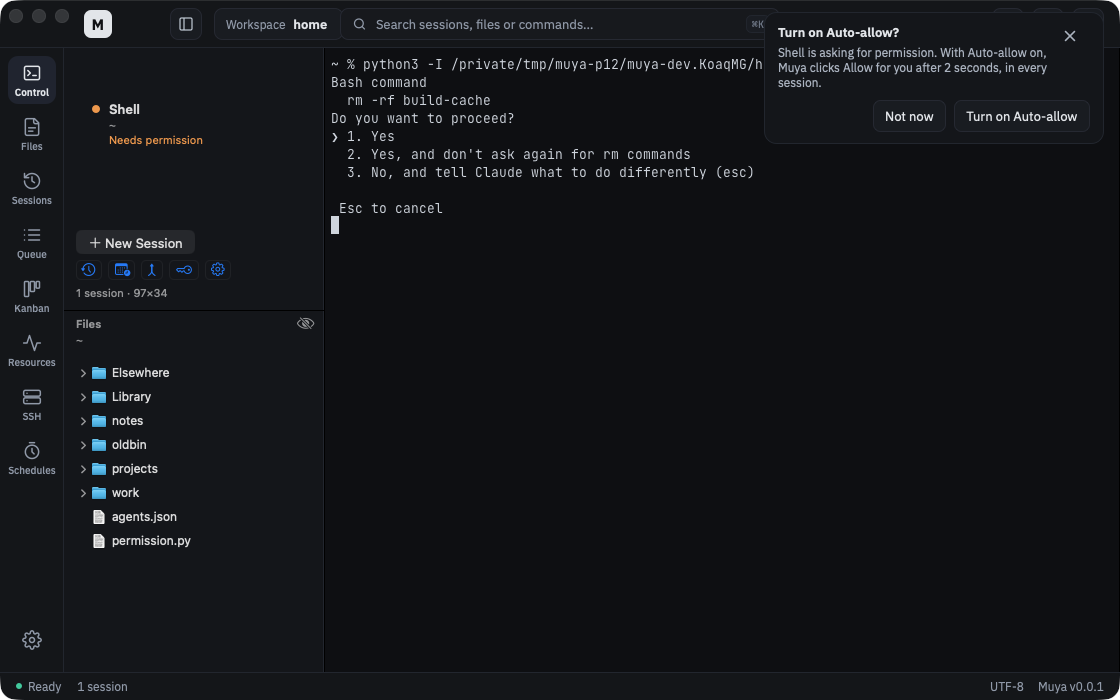 M
Workspace home
Search sessions, files or commands...
⌘K
Turn on Auto-allow?
Shell is asking for permission. With Auto-allow on,
Muya clicks Allow for you after 2 seconds, in every
session.
Not now
Turn on Auto-allow
Control
Files
Sessions
Queue
Kanban
Resources
SSH
Schedules
Shell
~
Needs permission
+ New Session
1 session · 97×34
Files
~
Elsewhere
Library
notes
oldbin
projects
work
agents.json
permission.py
~ % python3 -I /private/tmp/muya-p12/muya-dev.KoaqMG/h
Bash command
rm -rf build-cache
Do you want to proceed?
❯ 1. Yes
2. Yes, and don't ask again for rm commands
3. No, and tell Claude what to do differently (esc)
Esc to cancel
Ready
1 session
UTF-8
Muya v0.0.1